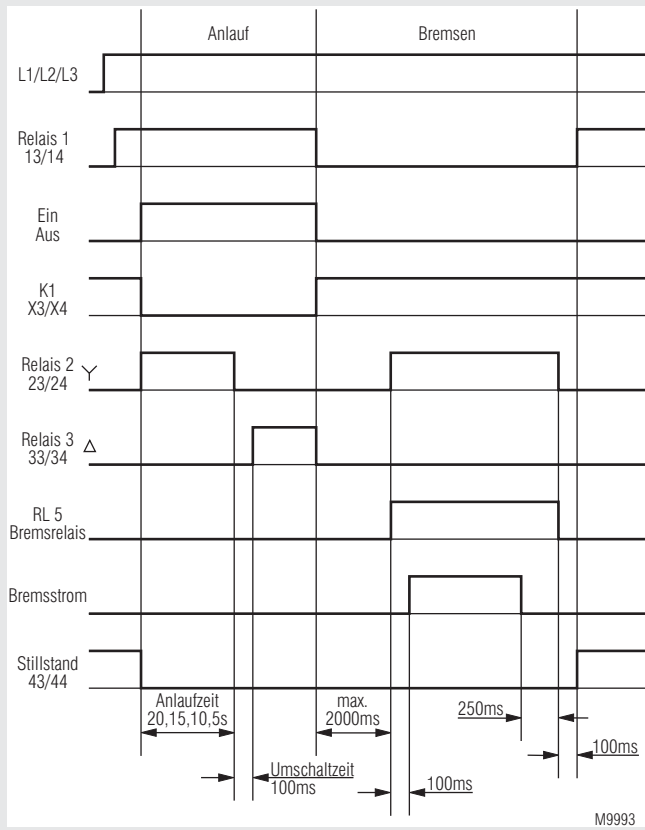 Anlauf
Bremsen
L1/L2/L3
Relais 1
13/14
Ein
Aus
K1
X3/X4
Relais 2
23/24
Relais 3
33/34
RL 5
Bremsrelais
Bremsstrom
Stillstand
43/44
Anlaufzeit
20,15,10,5s
max.
2000ms
250ms
100ms
Umschaltzeit
100ms
100ms
M9993